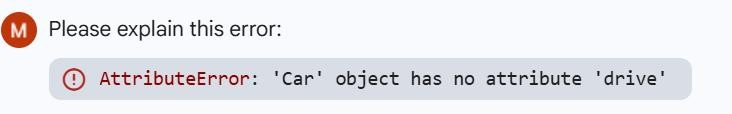 M
Please explain this error:
AttributeError: 'Car' object has no attribute 'drive'